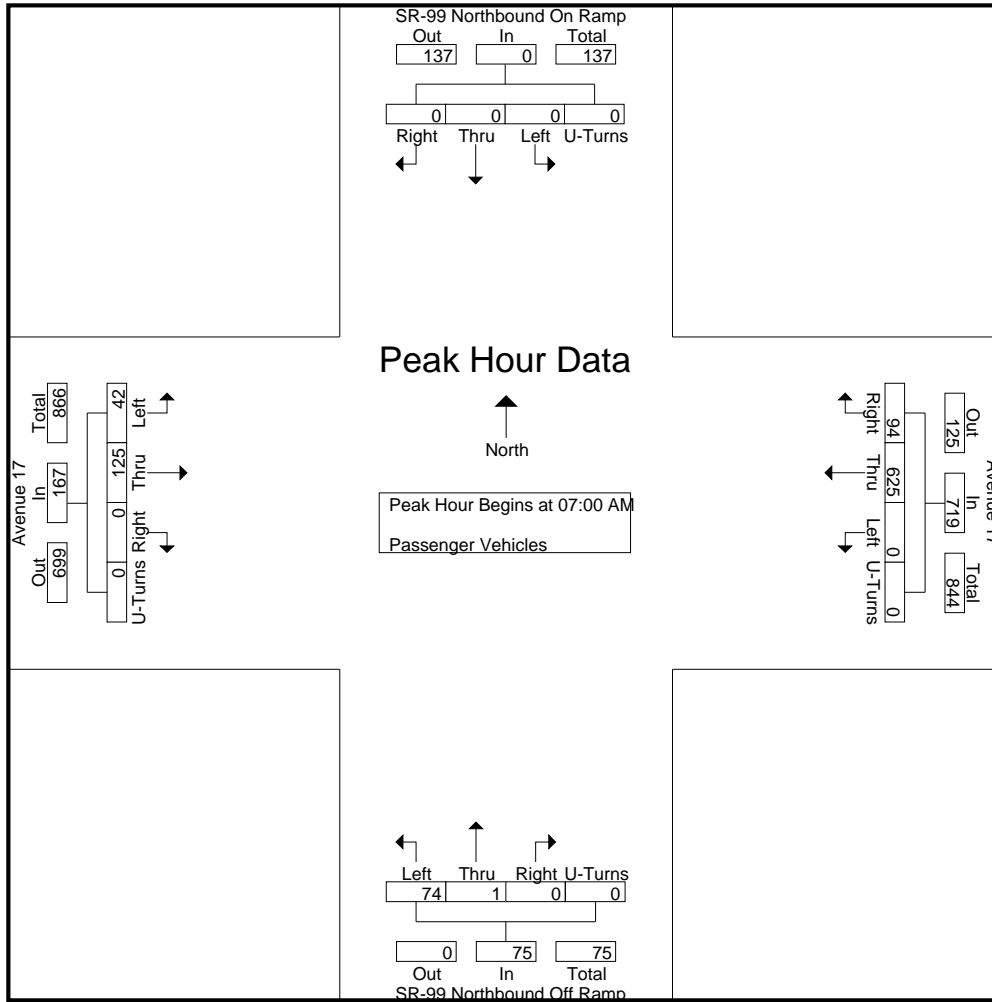 SR-99 Northbound On Ramp
Out In Total
137 0 137
0 0 0 0
Right Thru Left U-Turns
Peak Hour Data
North
Peak Hour Begins at 07:00 AM
Passenger Vehicles
Avenue 17
Out In Total
699 167 866
42 125 0 0
Left Thru Right U-Turns
Avenue 17
Out In Total
125 719 844
94 625 0 0
Right Thru Left U-Turns
Left Thru Right U-Turns
74 1 0 0
0 75 75
Out In Total
SR-99 Northbound Off Ramp